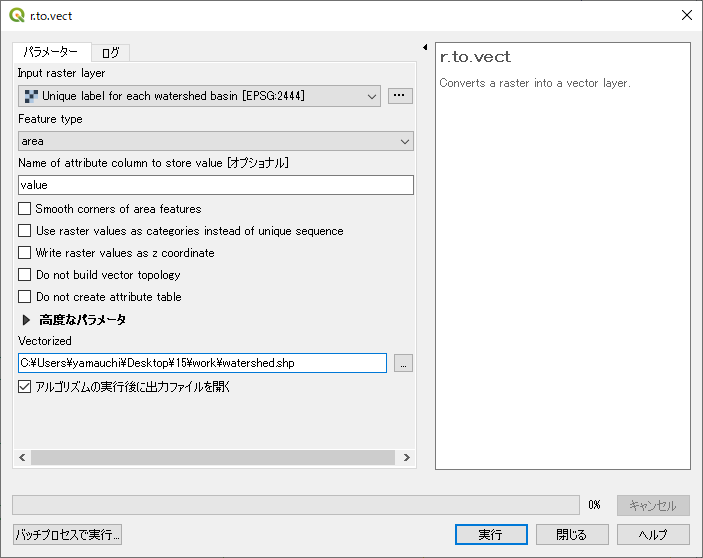 r.to.vect
パラメーター ログ
Input raster layer
Unique label for each watershed basin [EPSG:2444]
...
Feature type
area
Name of attribute column to store value [オプショナル]
value
Smooth corners of area features
Use raster values as categories instead of unique sequence
Write raster values as z coordinate
Do not build vector topology
Do not create attribute table
高度なパラメータ
Vectorized
C:¥Users¥yamauchi¥Desktop¥15¥work¥watershed.shp
...
アルゴリズムの実行後に出力ファイルを開く
r.to.vect
Converts a raster into a vector layer.
0% キャンセル
バッチプロセスで実行... 実行 閉じる ヘルプ